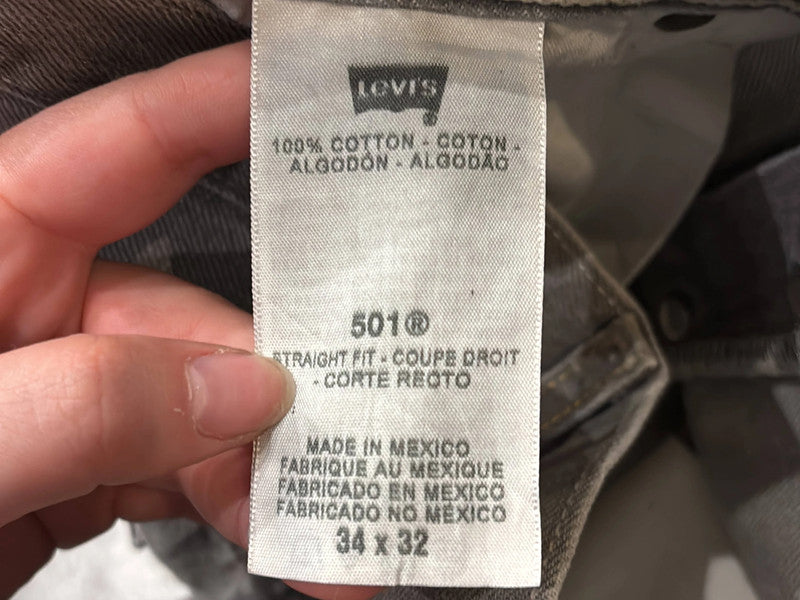 LEVI'S
®
100% COTTON - COTON -
ALGODÓN - ALGODÃO
501®
STRAIGHT FIT - COUPE DROIT
- CORTE RECTO
MADE IN MEXICO
FABRIQUE AU MEXIQUE
FABRICADO EN MEXICO
FABRICADO NO MEXICO
34 x 32